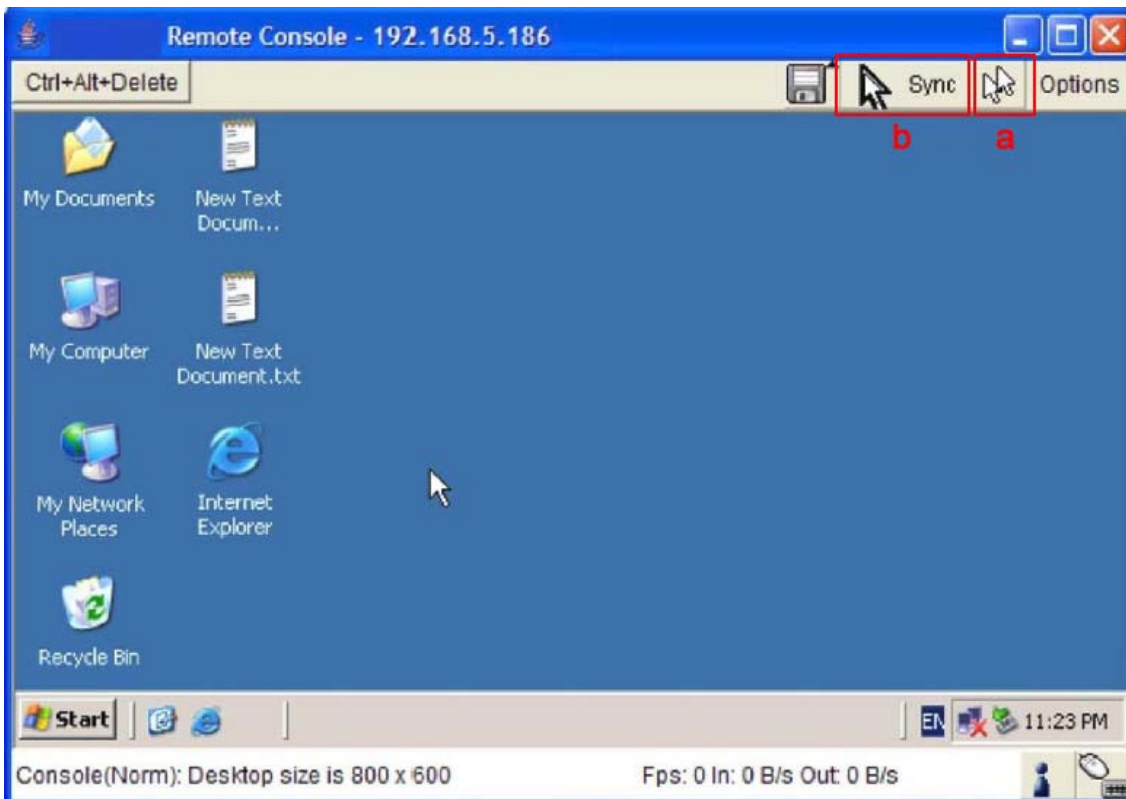 Remote Console - 192.168.5.186
Ctrl+Alt+Delete
Sync
Options
b
a
My Documents
New Text
Docum...
My Computer
New Text
Document.txt
My Network
Places
Internet
Explorer
Recycle Bin
Start
EN
11:23 PM
Console(Norm): Desktop size is 800 x 600
Fps: 0 In: 0 B/s Out: 0 B/s